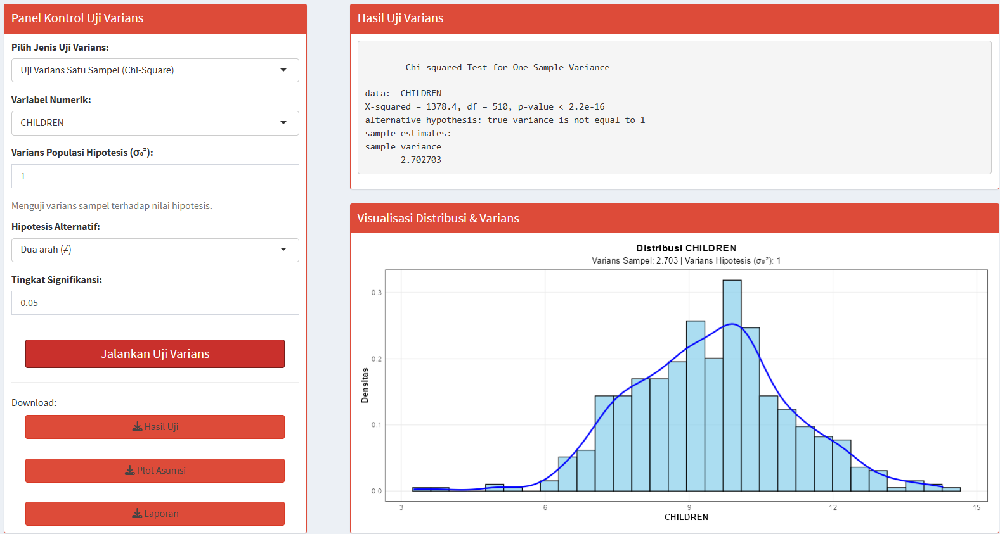 Panel Kontrol Uji Varians
Pilih Jenis Uji Varians:
Uji Varians Satu Sampel (Chi-Square)
Variabel Numerik:
CHILDREN
Varians Populasi Hipotesis (σ₀²):
1
Menguji varians sampel terhadap nilai hipotesis.
Hipotesis Alternatif:
Dua arah (≠)
Tingkat Signifikansi:
0.05
Jalankan Uji Varians
Download:
Hasil Uji
Plot Asumsi
Laporan
Hasil Uji Varians
Chi-squared Test for One Sample Variance
data:  CHILDREN
X-squared = 1378.4, df = 510, p-value < 2.2e-16
alternative hypothesis: true variance is not equal to 1
sample estimates:
sample variance
2.702703
Visualisasi Distribusi & Varians
Distribusi CHILDREN
Varians Sampel: 2.703 | Varians Hipotesis (σ₀²): 1
Densitas
0.3
0.2
0.1
0.0
3 6 9 12 15
CHILDREN